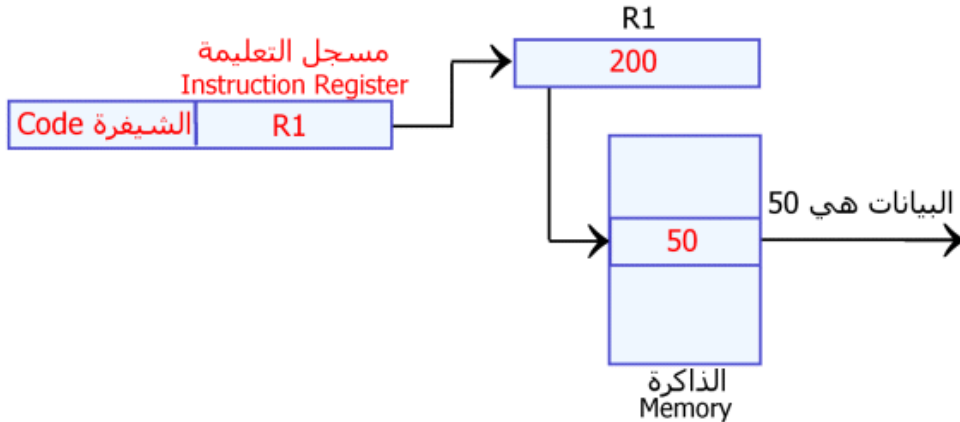 R1
200
مسجل التعليمة
Instruction Register
الشيفرة Code
R1
البيانات هي 50
50
الذاكرة
Memory